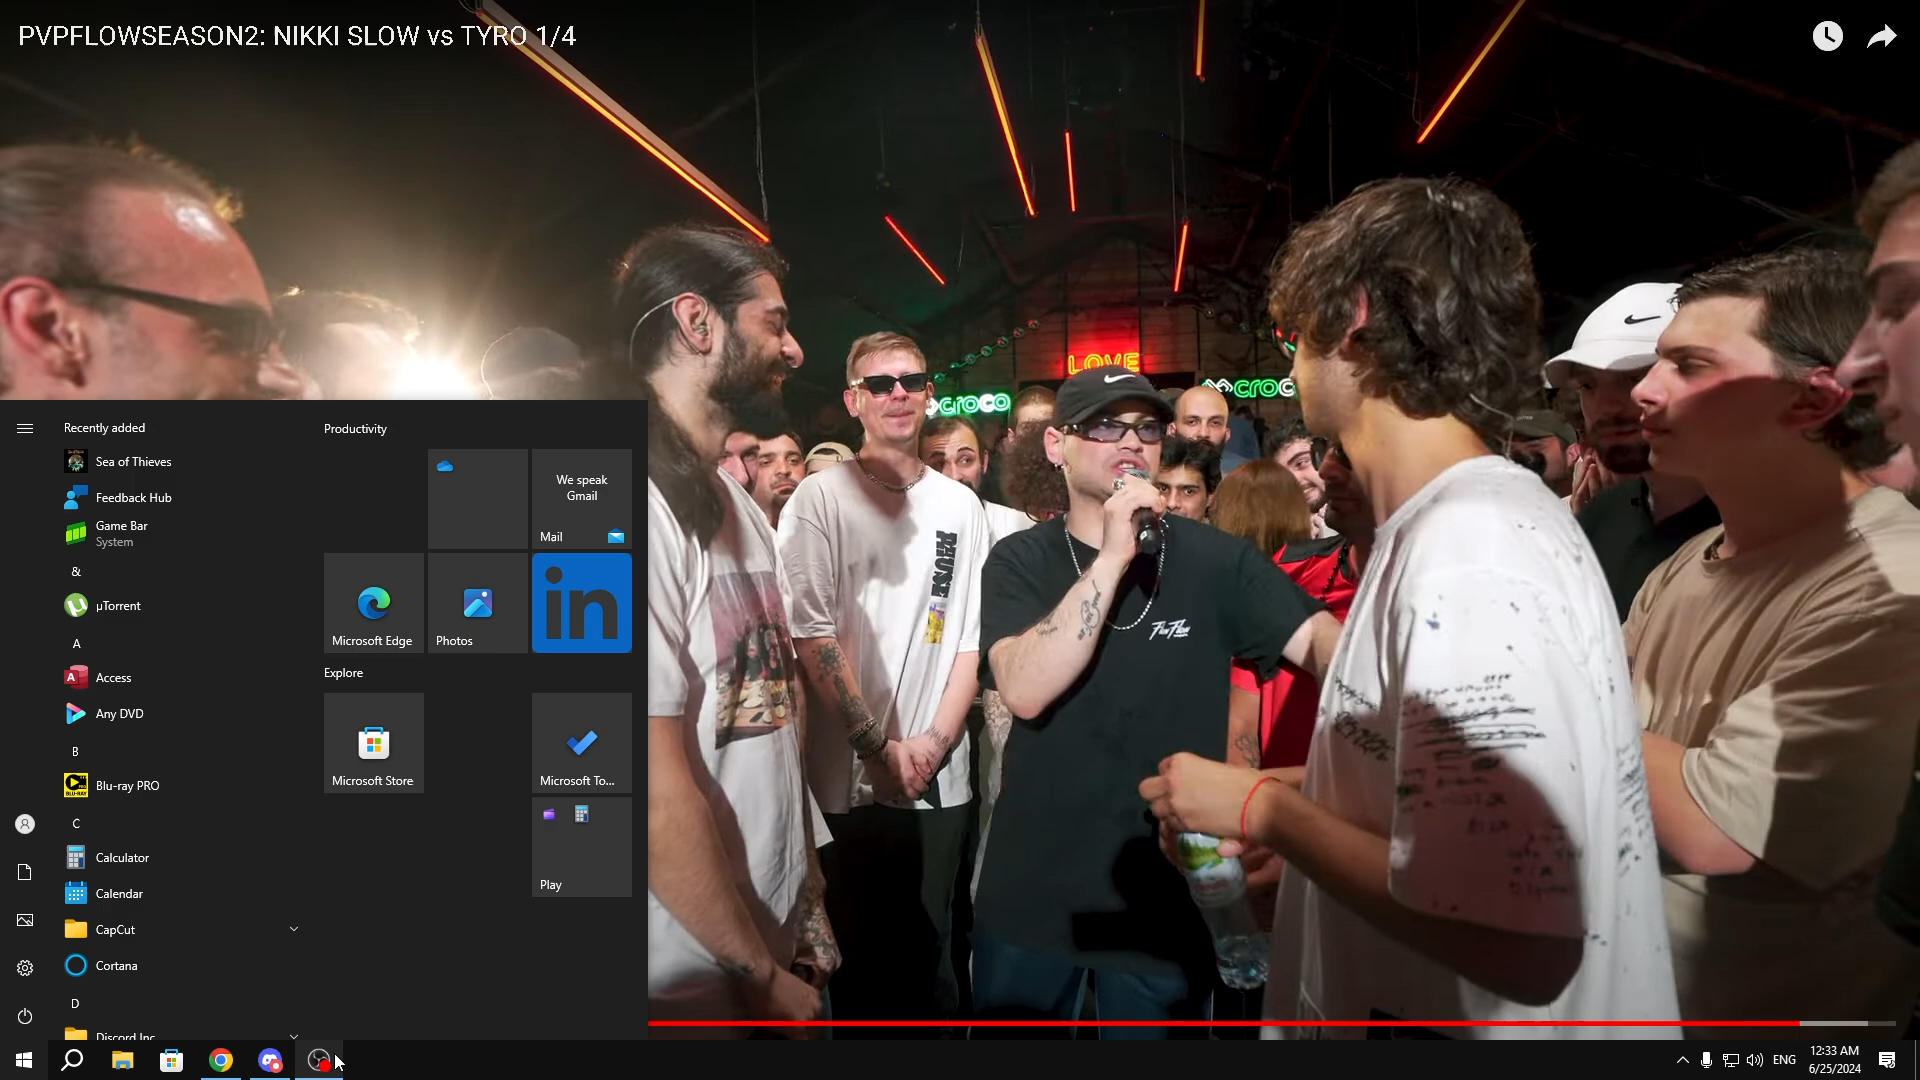 PVPFLOWSEASON2: NIKKI SLOW vs TYRO 1/4
LOVE
croco
croc
Recently added
Sea of Thieves
Feedback Hub
Game Bar
System
&
µTorrent
A
Access
Any DVD
B
Blu-ray PRO
C
Calculator
Calendar
CapCut
Cortana
D
Discord Inc
Productivity
We speak
Gmail
Mail
Microsoft Edge
Photos
in
Explore
Microsoft Store
Microsoft To...
Play
ENG
12:33 AM
6/25/2024